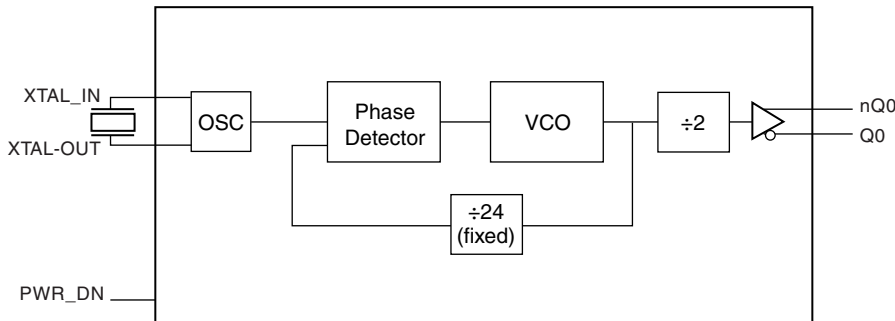 XTAL_IN
XTAL-OUT
OSC
Phase
Detector
VCO
÷2
nQ0
Q0
÷24
(fixed)
PWR_DN